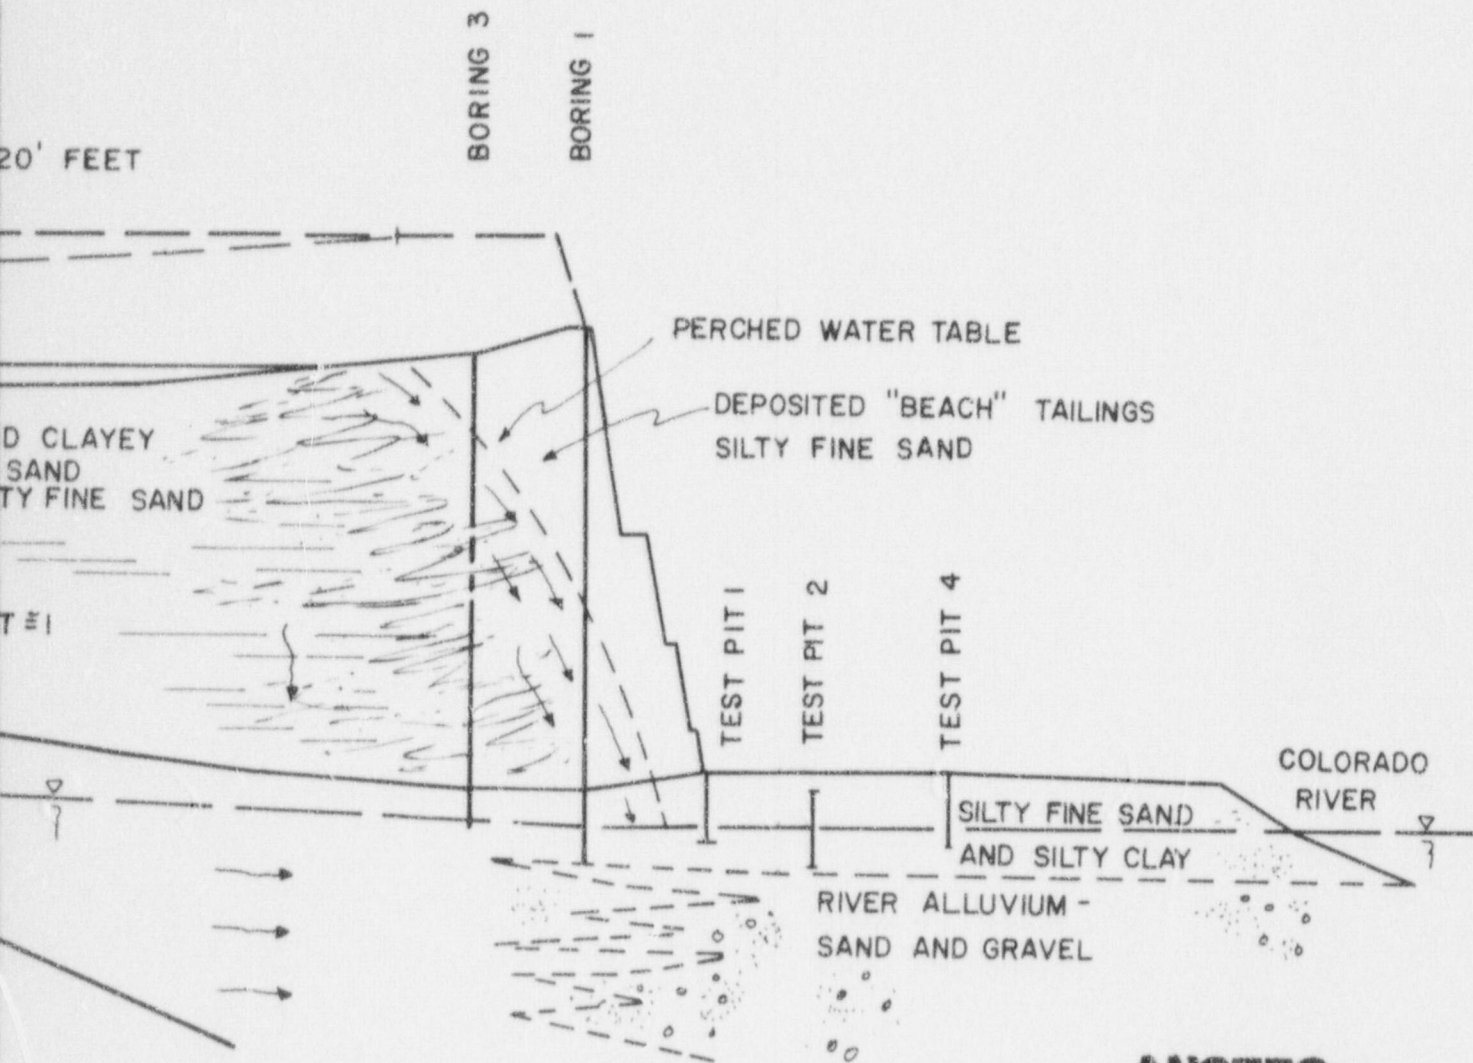 BORING 3
BORING 1
20' FEET
PERCHED WATER TABLE
DEPOSITED "BEACH" TAILINGS
SILTY FINE SAND
D CLAYEY
SAND
TY FINE SAND
TEST PIT 1
TEST PIT 2
TEST PIT 4
COLORADO
RIVER
SILTY FINE SAND
AND SILTY CLAY
RIVER ALLUVIUM -
SAND AND GRAVEL